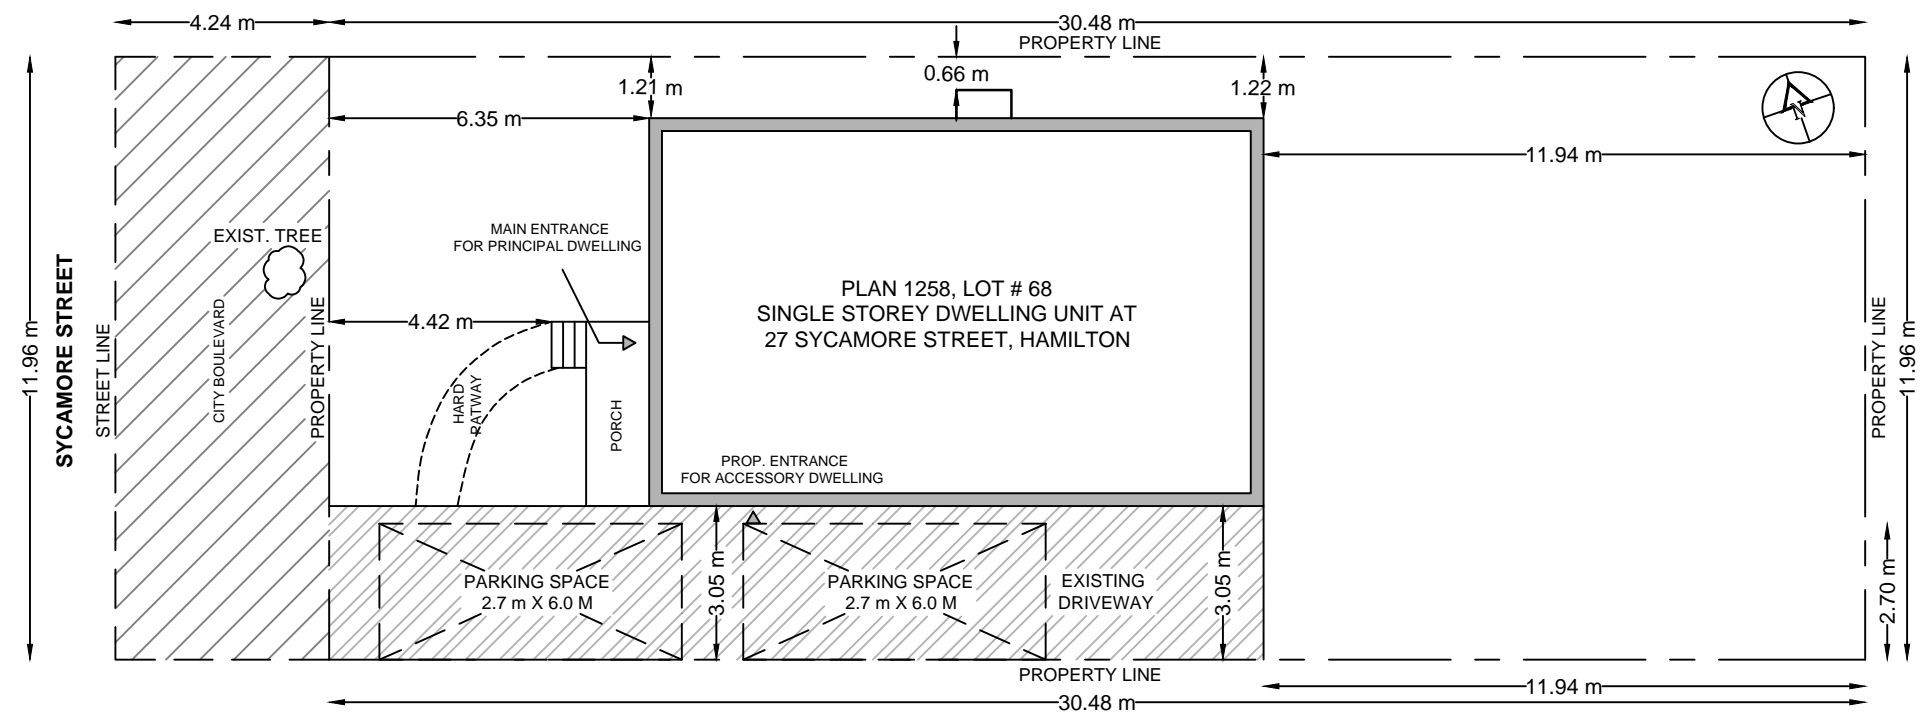 4.24 m
30.48 m
PROPERTY LINE
1.21 m
0.66 m
1.22 m
6.35 m
N
11.94 m
MAIN ENTRANCE
FOR PRINCIPAL DWELLING
EXIST. TREE
PLAN 1258, LOT # 68
SINGLE STOREY DWELLING UNIT AT
27 SYCAMORE STREET, HAMILTON
4.42 m
11.96 m
SYCAMORE STREET
STREET LINE
CITY BOULEVARD
PROPERTY LINE
HARD
PATWAY
PORCH
PROP. ENTRANCE
FOR ACCESSORY DWELLING
PROPERTY LINE
11.96 m
PARKING SPACE
2.7 m X 6.0 M
3.05 m
PARKING SPACE
2.7 m X 6.0 M
EXISTING
DRIVEWAY
3.05 m
2.70 m
PROPERTY LINE
11.94 m
30.48 m